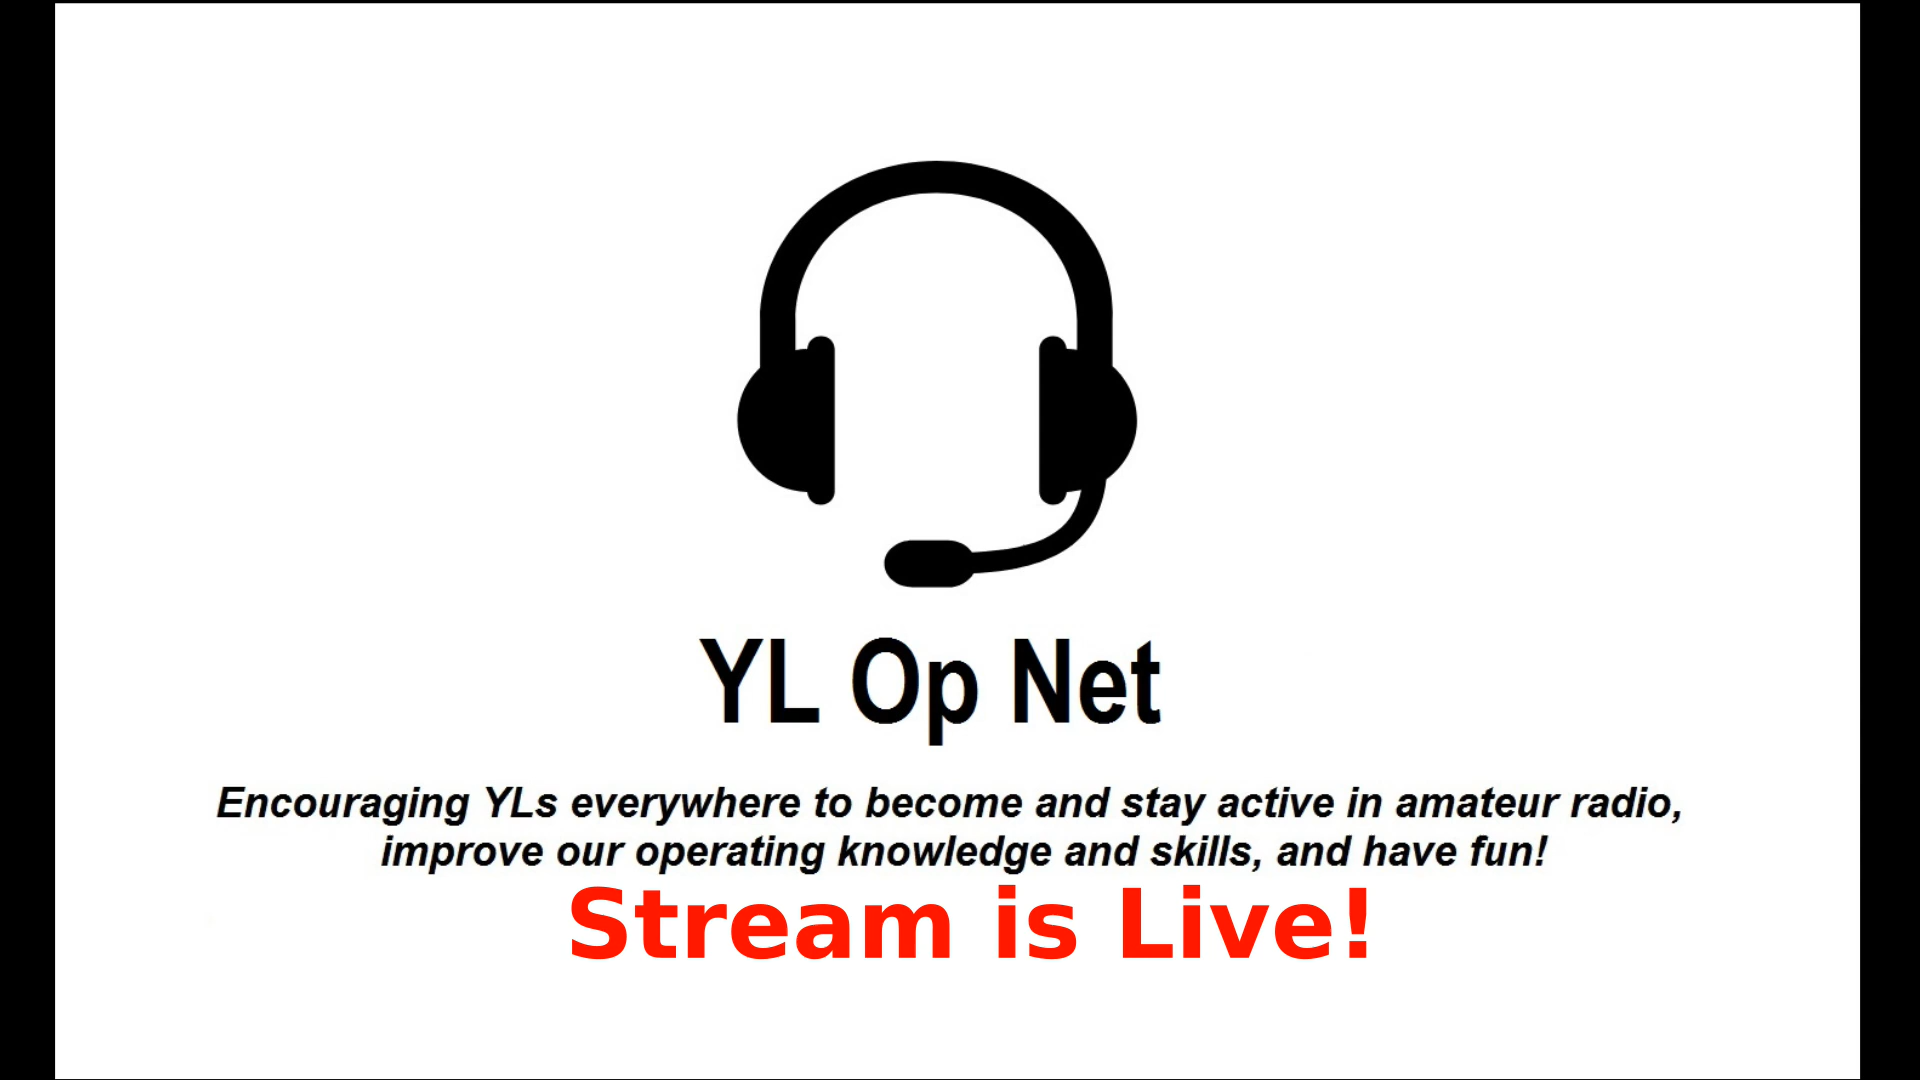 YL Op Net
Encouraging YLs everywhere to become and stay active in amateur radio,
improve our operating knowledge and skills, and have fun!
Stream is Live!